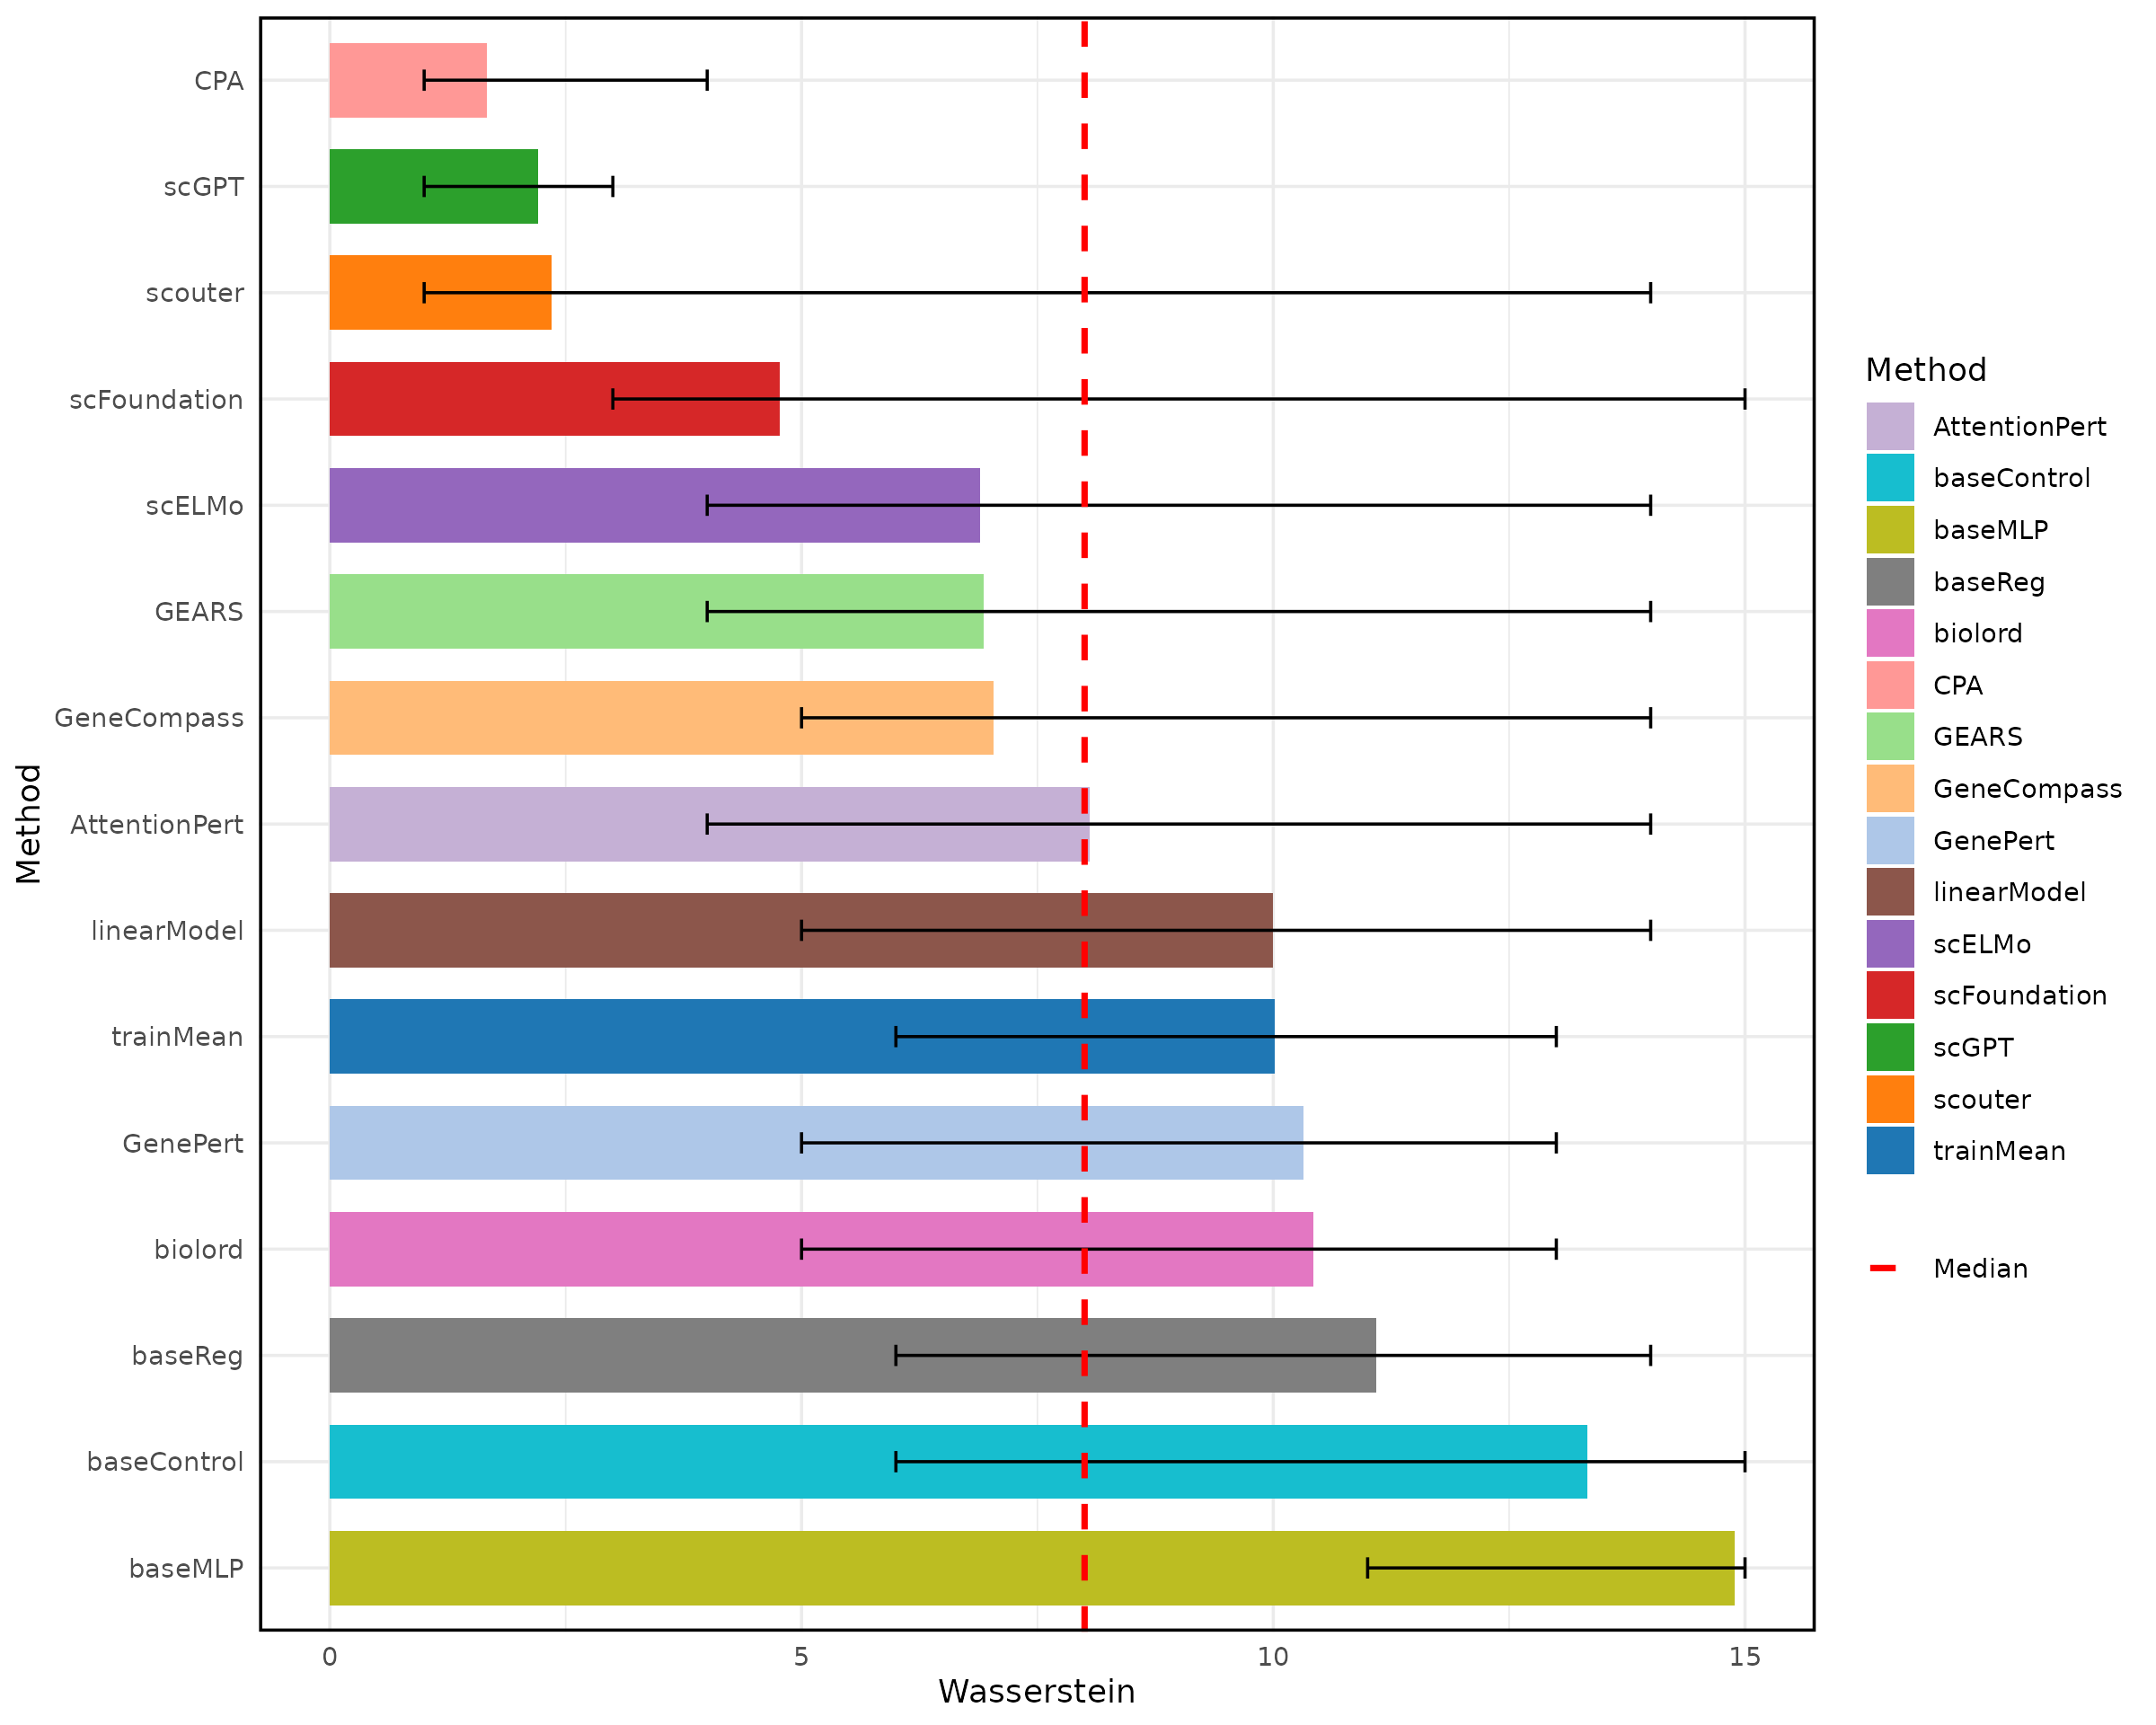 Method
CPA
scGPT
scouter
scFoundation
scELMo
GEARS
GeneCompass
AttentionPert
linearModel
trainMean
GenePert
biolord
baseReg
baseControl
baseMLP
0 5 10 15
Wasserstein
Method
AttentionPert
baseControl
baseMLP
baseReg
biolord
CPA
GEARS
GeneCompass
GenePert
linearModel
scELMo
scFoundation
scGPT
scouter
trainMean
Median